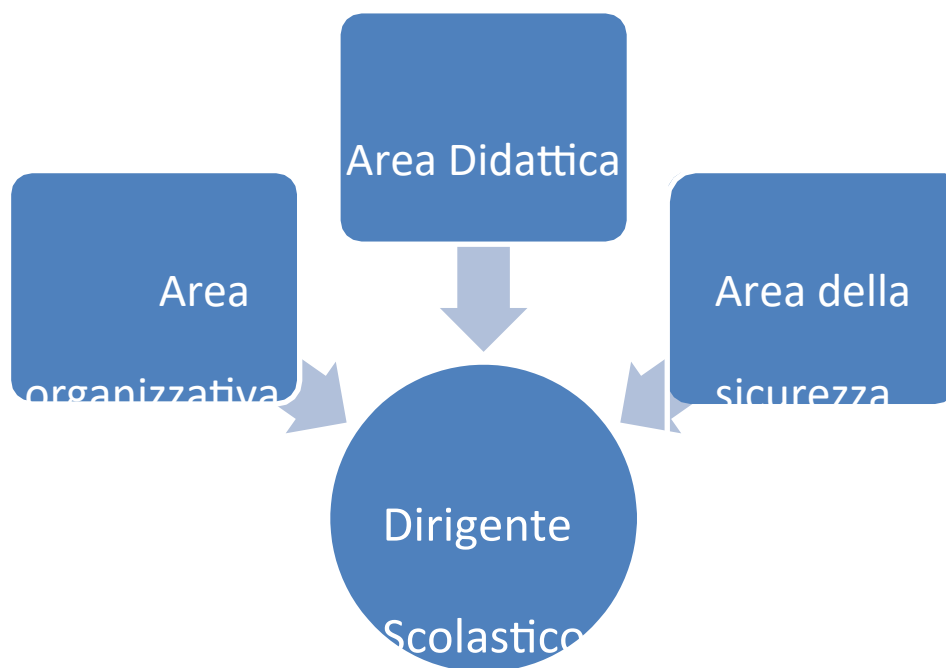 Area Didattica
Area
organizzativa
Area della
sicurezza
Dirigente
Scolastico